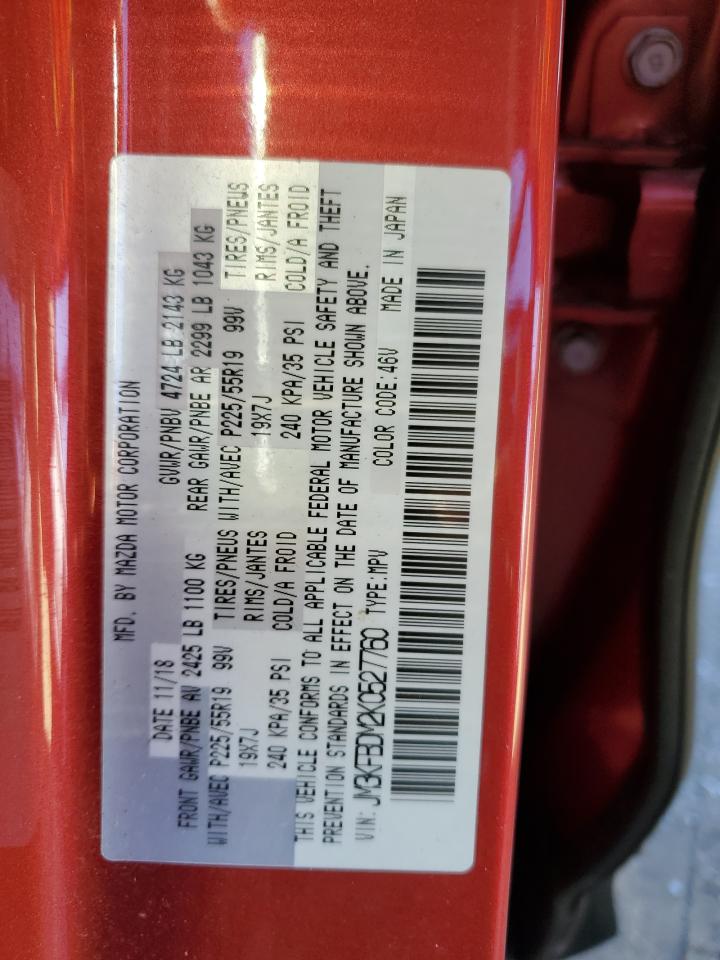 MFD. BY MAZDA MOTOR CORPORATION
DATE 11/18 GVWR/PNBV 4724 LB 2143 KG
FRONT GAWR/PNBE AV 2425 LB 1100 KG REAR GAWR/PNBE AR 2299 LB 1043 KG
WITH/AVEC P225/55R19 99V TIRES/PNEUS WITH/AVEC P225/55R19 99V TIRES/PNEUS
19X7J RIMS/JANTES 19X7J RIMS/JANTES
240 KPA/35 PSI COLD/A FROID 240 KPA/35 PSI COLD/A FROID
THIS VEHICLE CONFORMS TO ALL APPLICABLE FEDERAL MOTOR VEHICLE SAFETY AND THEFT
PREVENTION STANDARDS IN EFFECT ON THE DATE OF MANUFACTURE SHOWN ABOVE.
VIN: JM3KFBDM2K0527760 TYPE:MPV COLOR CODE:46V MADE IN JAPAN